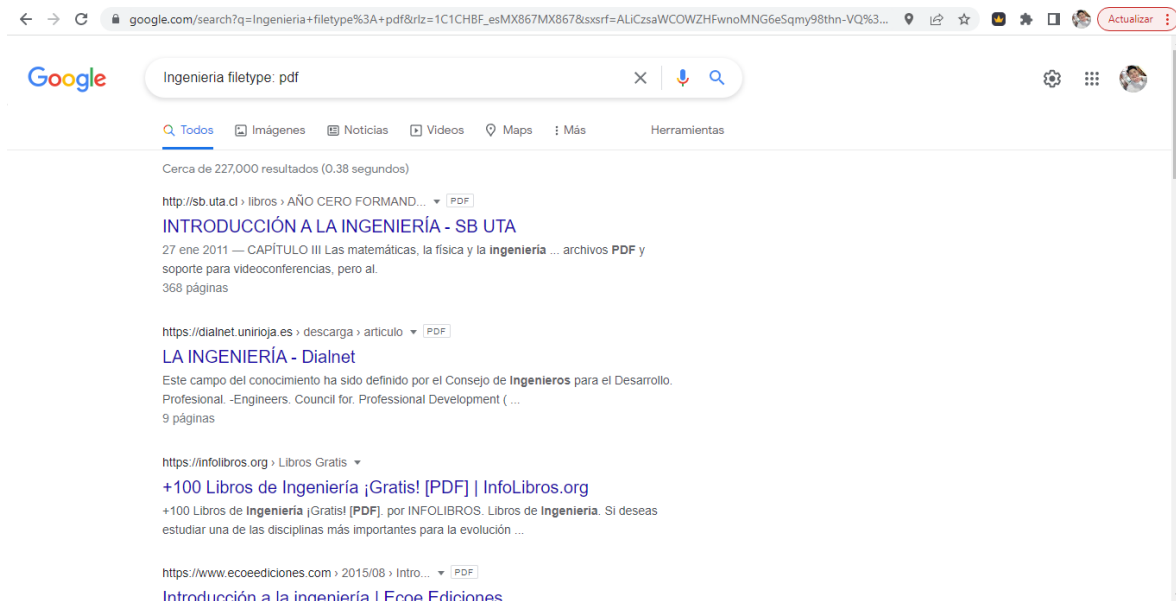 google.com/search?q=Ingenieria+filetype%3A+pdf&rlz=1C1CHBF_esMX867MX867&sxsrf=ALiCzsaWCOWZHFwnoMNG6eSqmy98thn-VQ%3...
Actualizar
Google
Ingenieria filetype: pdf
Todos Imágenes Noticias Videos Maps Más Herramientas
Cerca de 227,000 resultados (0.38 segundos)
http://sb.uta.cl › libros › AÑO CERO FORMAND... PDF
INTRODUCCIÓN A LA INGENIERÍA - SB UTA
27 ene 2011 — CAPÍTULO III Las matemáticas, la física y la ingeniería ... archivos PDF y
soporte para videoconferencias, pero al.
368 páginas
https://dialnet.unirioja.es › descarga › articulo PDF
LA INGENIERÍA - Dialnet
Este campo del conocimiento ha sido definido por el Consejo de Ingenieros para el Desarrollo.
Profesional. -Engineers. Council for. Professional Development ( ...
9 páginas
https://infolibros.org › Libros Gratis
+100 Libros de Ingeniería ¡Gratis! [PDF] | InfoLibros.org
+100 Libros de Ingeniería ¡Gratis! [PDF]. por INFOLIBROS. Libros de Ingenieria. Si deseas
estudiar una de las disciplinas más importantes para la evolución ...
https://www.ecoeediciones.com › 2015/08 › Intro... PDF
Introducción a la ingeniería | Ecoe Ediciones